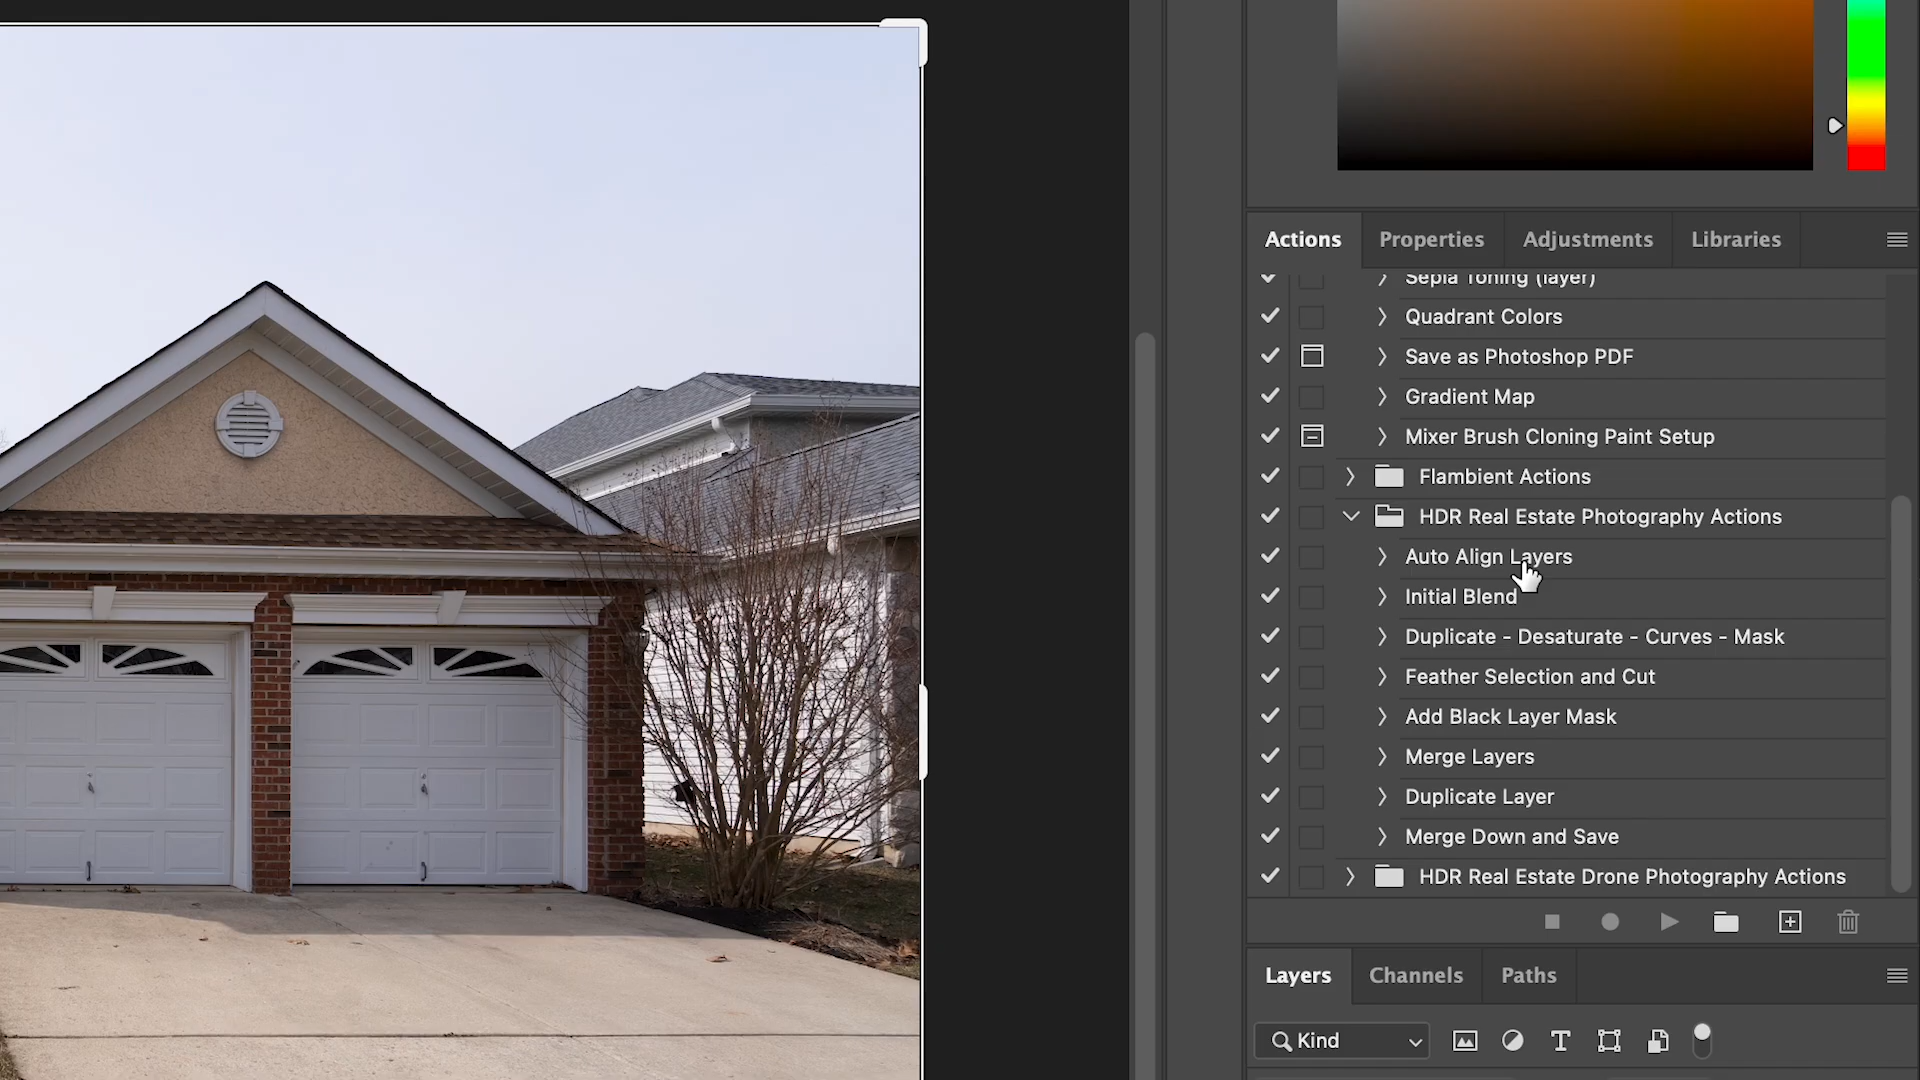 Actions Properties Adjustments Libraries
Sepia Toning (layer)
Quadrant Colors
Save as Photoshop PDF
Gradient Map
Mixer Brush Cloning Paint Setup
Flambient Actions
HDR Real Estate Photography Actions
Auto Align Layers
Initial Blend
Duplicate - Desaturate - Curves - Mask
Feather Selection and Cut
Add Black Layer Mask
Merge Layers
Duplicate Layer
Merge Down and Save
HDR Real Estate Drone Photography Actions
Layers Channels Paths
Kind